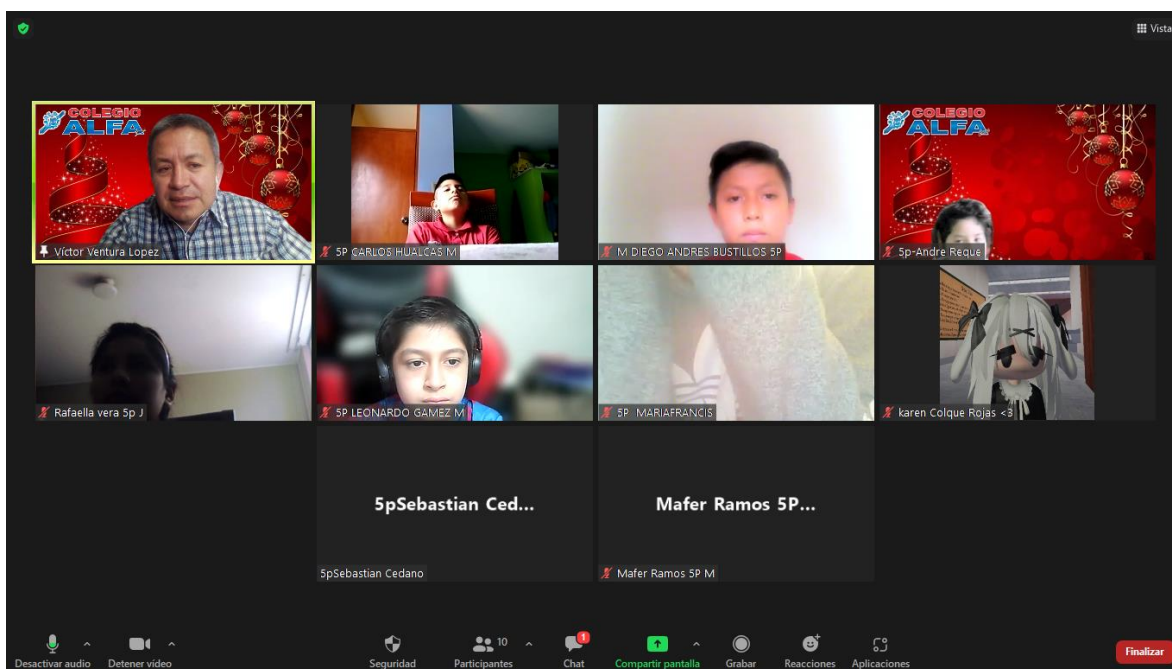 Vista
COLEGIO
ALFA
Víctor Ventura Lopez
5P CARLOS HUALCAS M
M DIEGO ANDRES BUSTILLOS 5P
COLEGIO
ALFA
5p-Andre Reque
Rafaella vera 5p J
5P LEONARDO GAMEZ M
5P MARIAFRANCIS
karen Colque Rojas <3
5pSebastian Ced...
Mafer Ramos 5P...
5pSebastian Cedano
Mafer Ramos 5P M
Desactivar audio
Detener video
Seguridad
Participantes
10
Chat
1
Compartir pantalla
Grabar
Reacciones
Aplicaciones
Finalizar